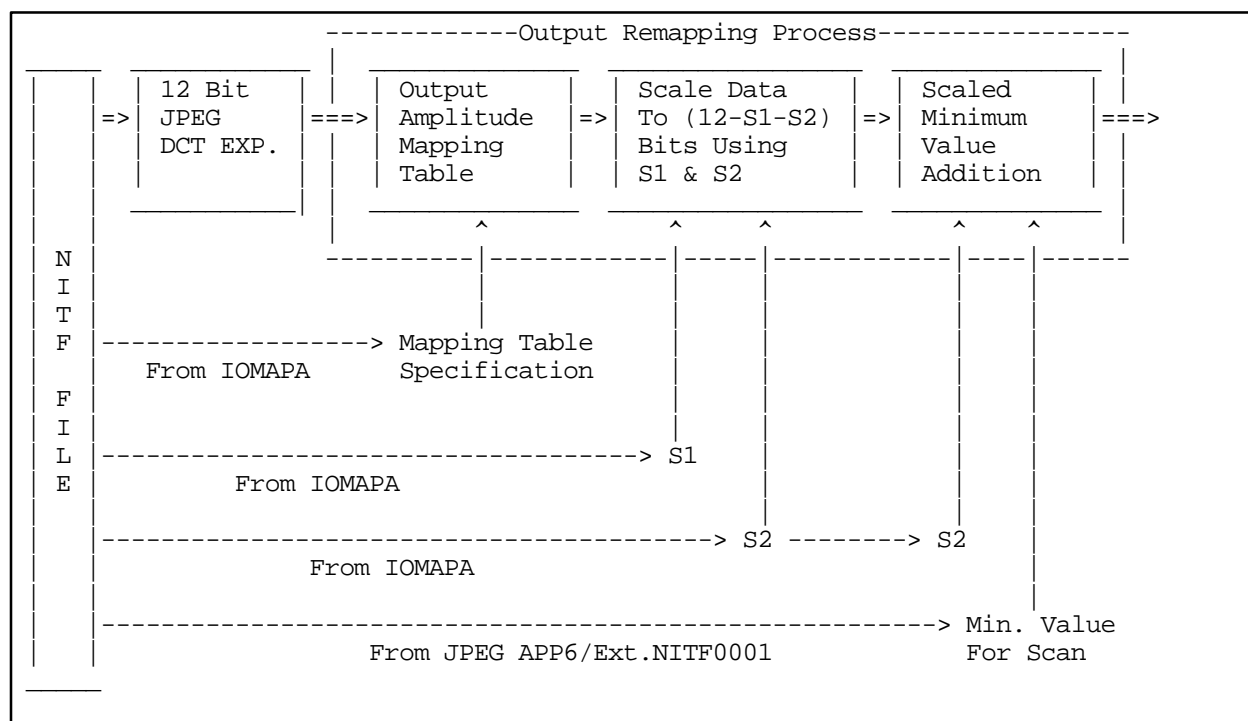 Output Remapping Process
12 Bit
JPEG
DCT EXP.
Output
Amplitude
Mapping
Table
Scale Data
To (12-S1-S2)
Bits Using
S1 & S2
Scaled
Minimum
Value
Addition
NITF FILE
Mapping Table
Specification
From IOMAPA
S1
From IOMAPA
S2
S2
From IOMAPA
Min. Value
For Scan
From JPEG APP6/Ext.NITF0001